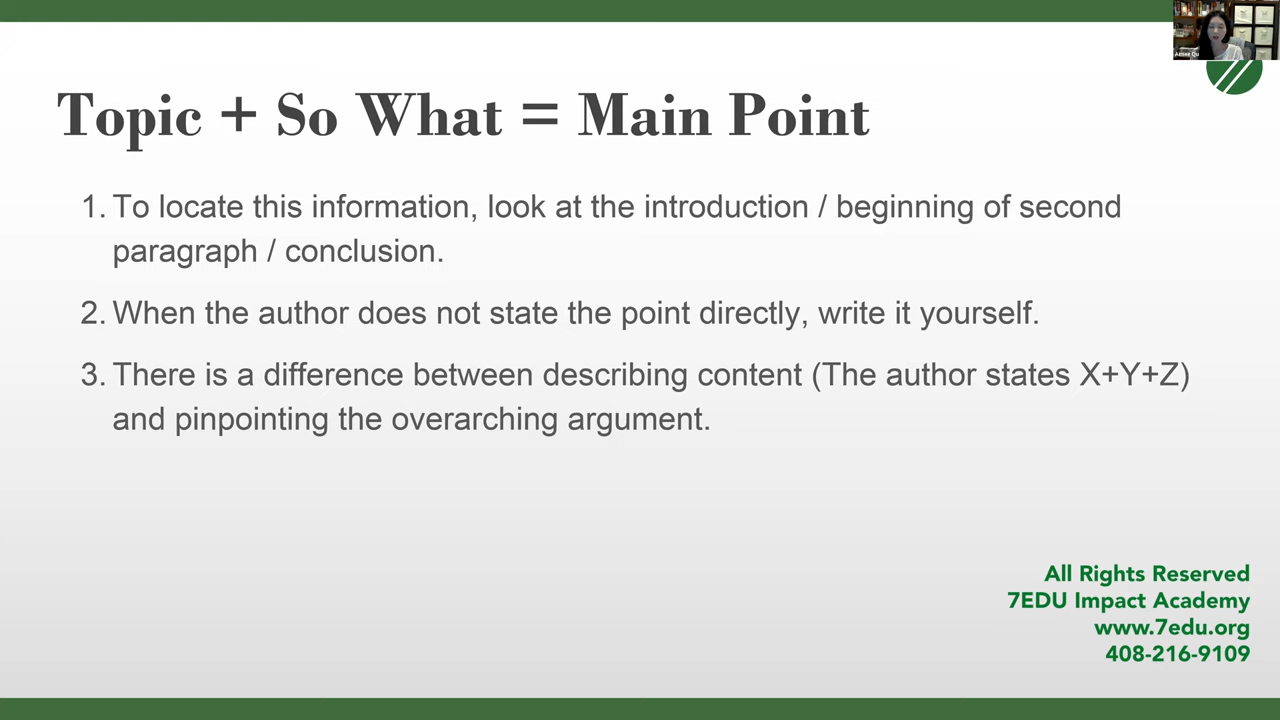 Topic + So What = Main Point
1. To locate this information, look at the introduction / beginning of second
paragraph / conclusion.
2. When the author does not state the point directly, write it yourself.
3. There is a difference between describing content (The author states X+Y+Z)
and pinpointing the overarching argument.
All Rights Reserved
7EDU Impact Academy
www.7edu.org
408-216-9109